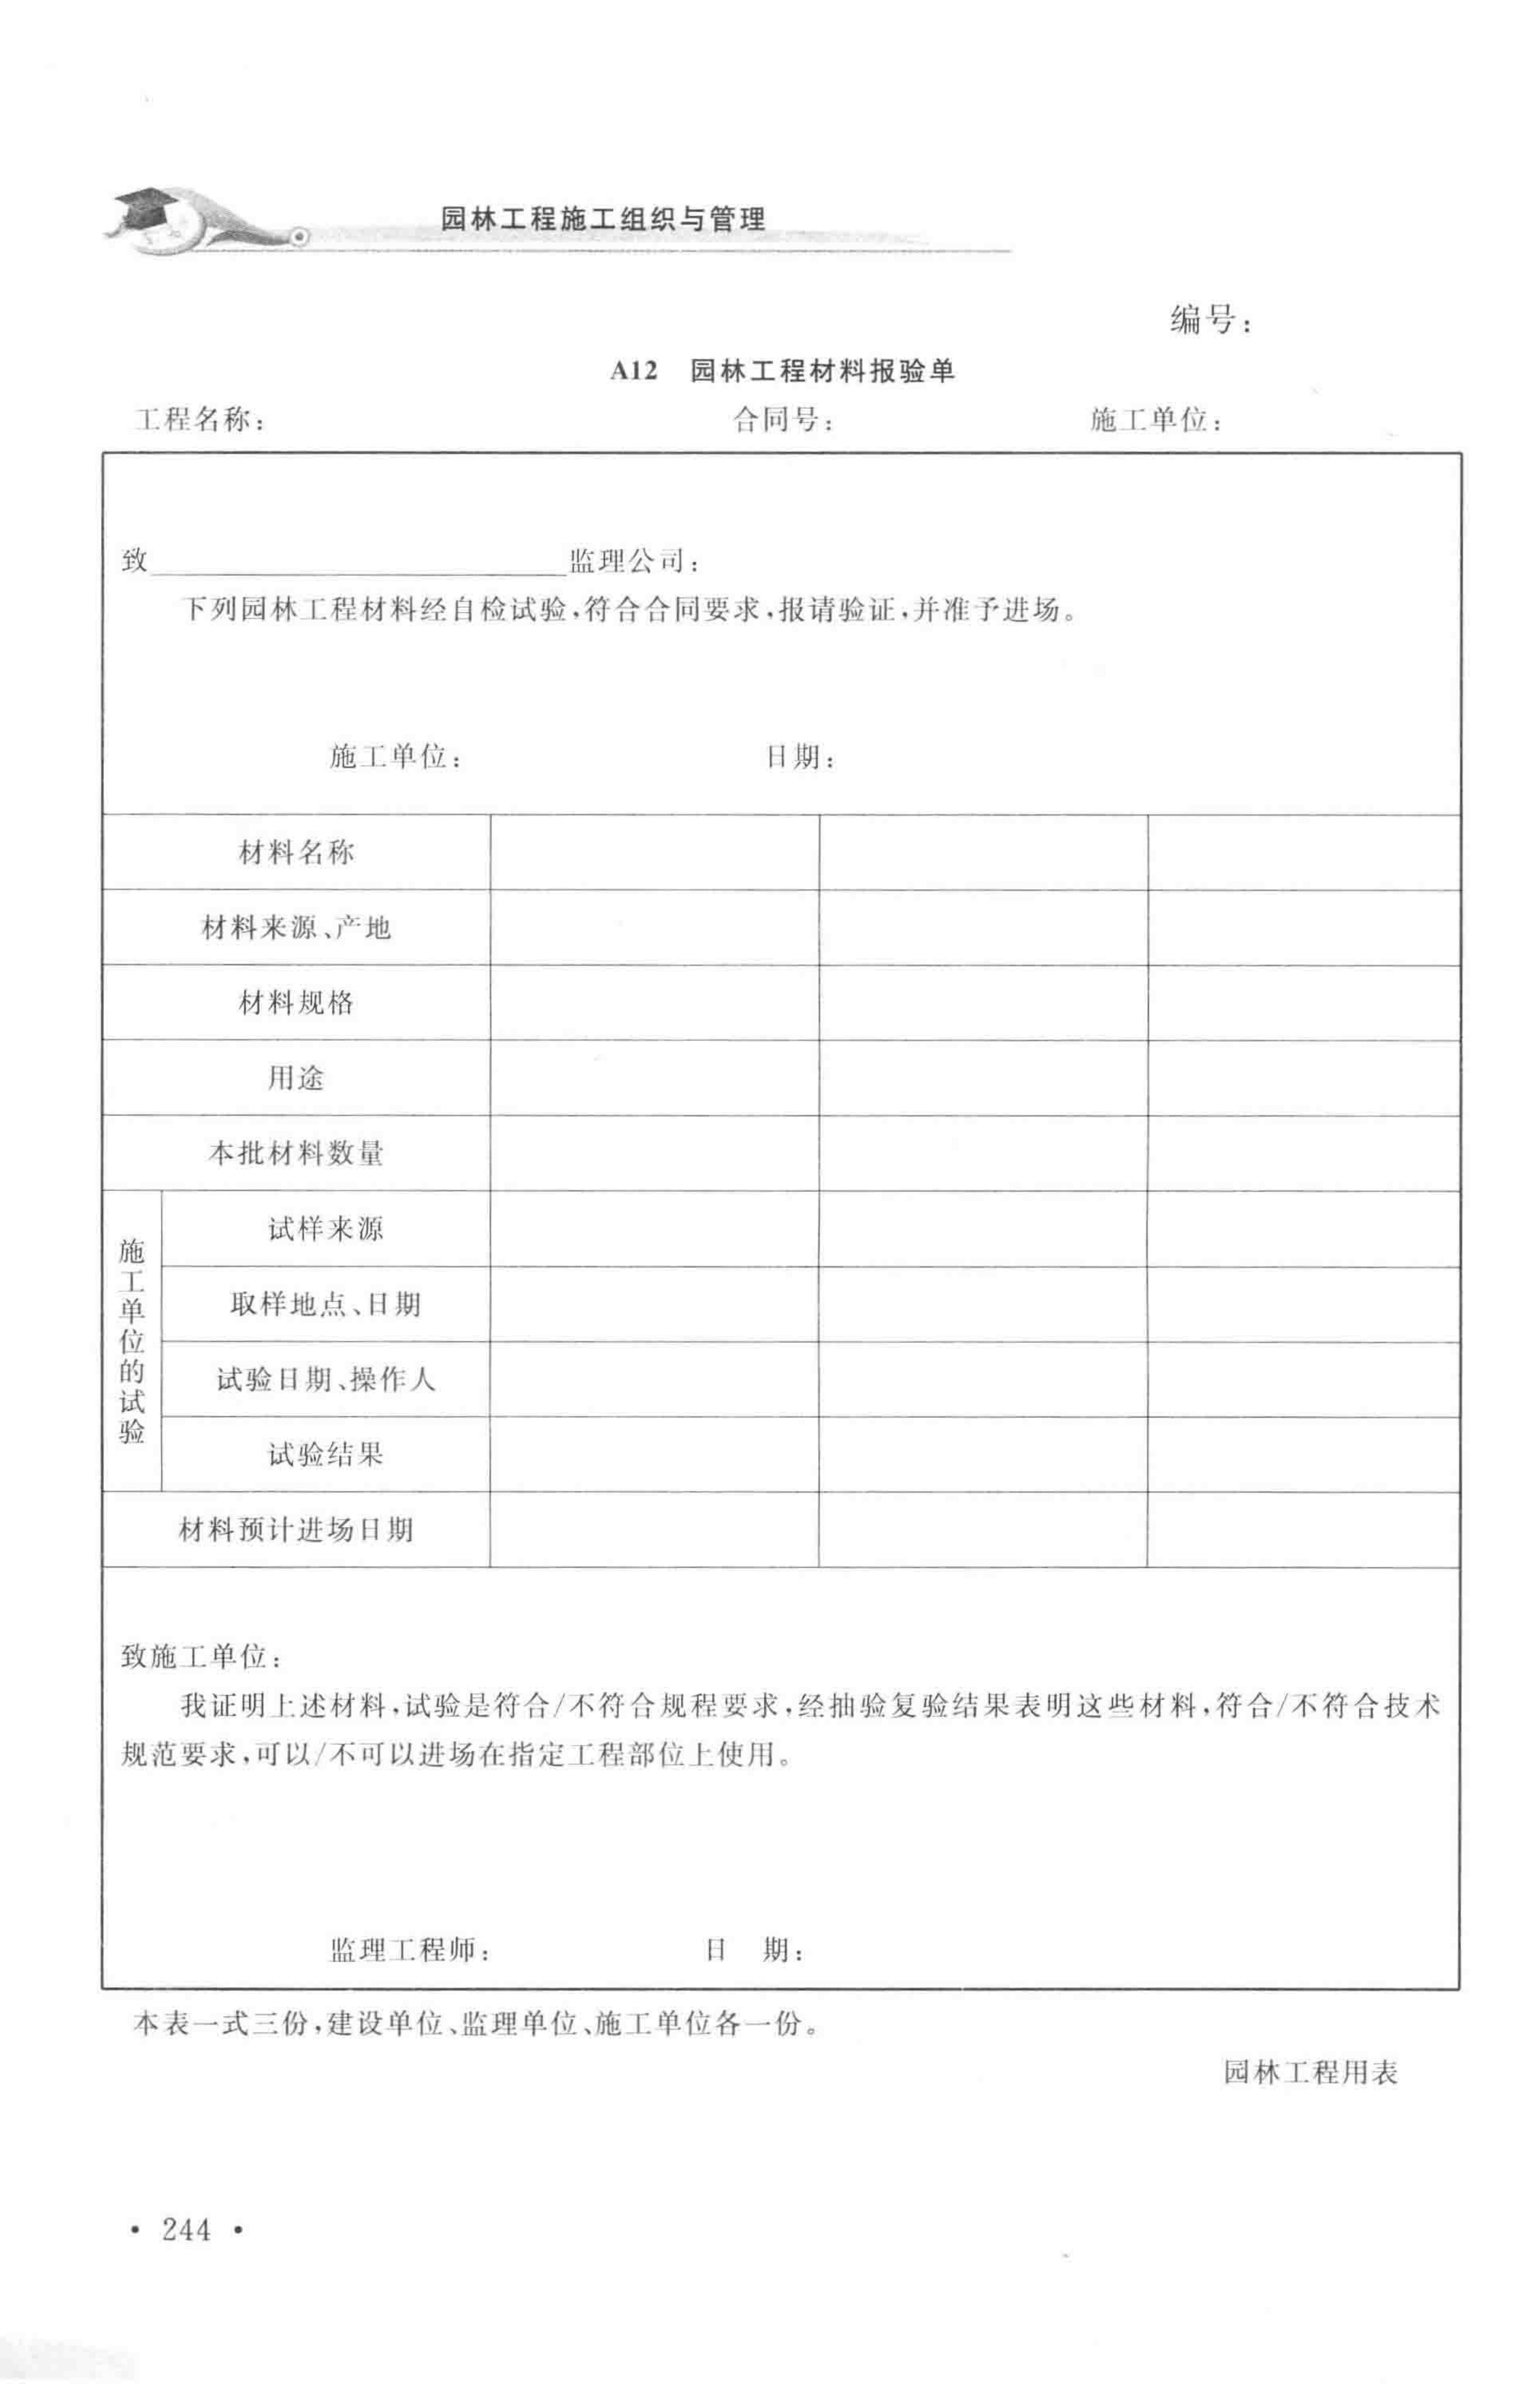 园林工程施工组织与管理
编号：
A12 园林工程材料报验单
工程名称： 合同号： 施工单位：
致______________监理公司：
下列园林工程材料经自检试验，符合合同要求，报请验证，并准予进场。
施工单位： 日期：
材料名称
材料来源、产地
材料规格
用途
本批材料数量
施工单位的试验
试样来源
取样地点、日期
试验日期、操作人
试验结果
材料预计进场日期
致施工单位：
我证明上述材料，试验是符合/不符合规程要求，经抽验复验结果表明这些材料，符合/不符合技术
规范要求，可以/不可以进场在指定工程部位上使用。
监理工程师： 日 期：
本表一式三份，建设单位、监理单位、施工单位各一份。
园林工程用表
· 244 ·